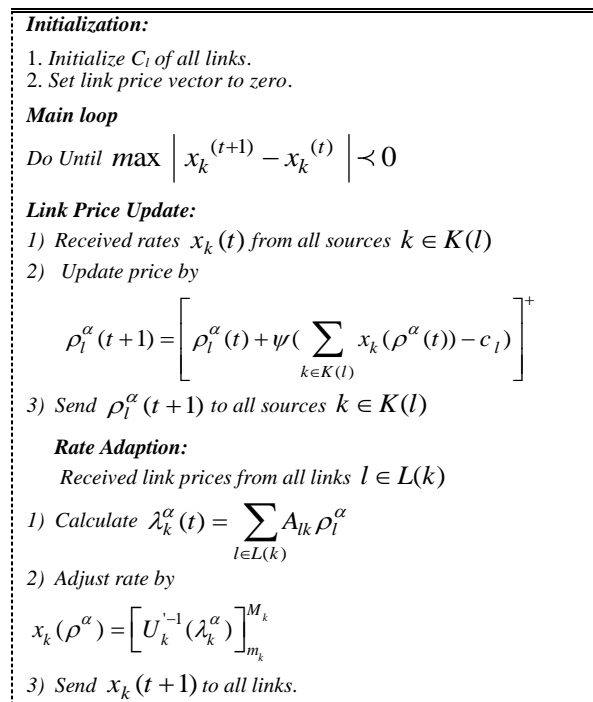 Initialization:
1. Initialize C_l of all links.
2. Set link price vector to zero.
Main loop
Do Until max | x_k^(t+1) − x_k^(t) | ≺ 0
Link Price Update:
1) Received rates x_k(t) from all sources k ∈ K(l)
2) Update price by
ρ_l^α(t+1) = [ ρ_l^α(t) + ψ( ∑_{k∈K(l)} x_k(ρ^α(t)) − c_l ) ]^+
3) Send ρ_l^α(t+1) to all sources k ∈ K(l)
Rate Adaption:
Received link prices from all links l ∈ L(k)
1) Calculate λ_k^α(t) = ∑_{l∈L(k)} A_{lk} ρ_l^α
2) Adjust rate by
x_k(ρ^α) = [ U_k^{'-1}(λ_k^α) ]_{m_k}^{M_k}
3) Send x_k(t+1) to all links.